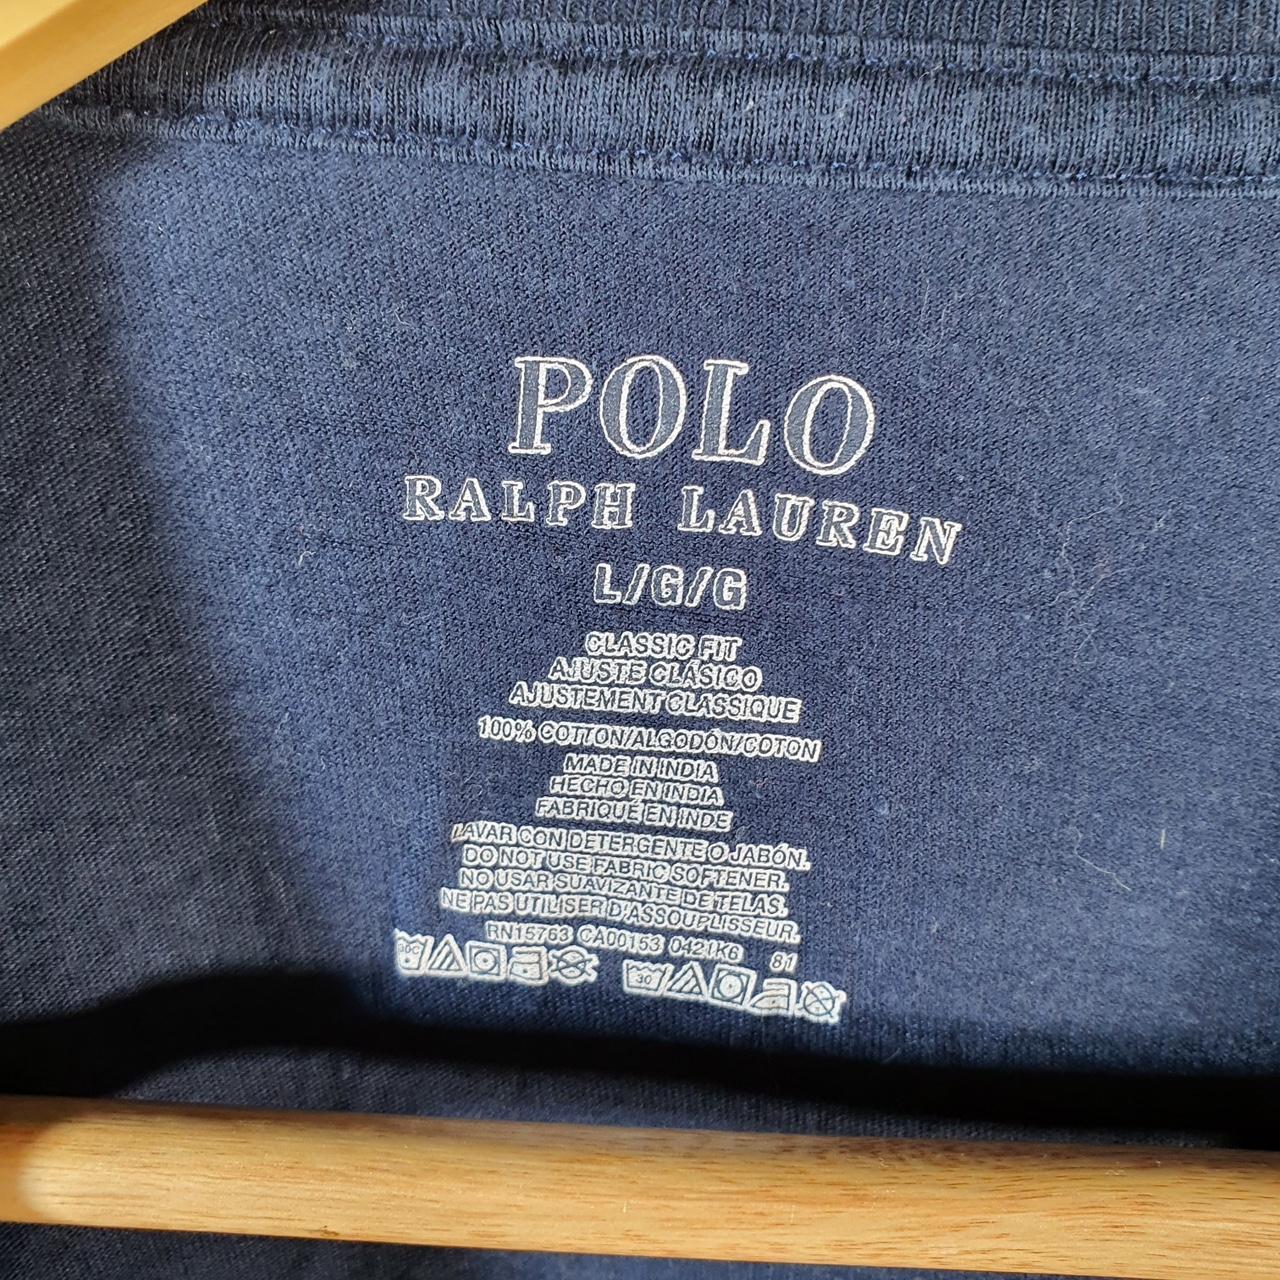 POLO
RALPH LAUREN
L/G/G
CLASSIC FIT
AJUSTE CLÁSICO
AJUSTEMENT CLASSIQUE
100% COTTON/ALGODÓN/COTON
MADE IN INDIA
HECHO EN INDIA
FABRIQUÉ EN INDE
LAVAR CON DETERGENTE O JABÓN.
DO NOT USE FABRIC SOFTENER.
NO USAR SUAVIZANTE DE TELAS.
NE PAS UTILISER D'ASSOUPLISSEUR.
RN15763 CA00153 0421K6 81
30C 30